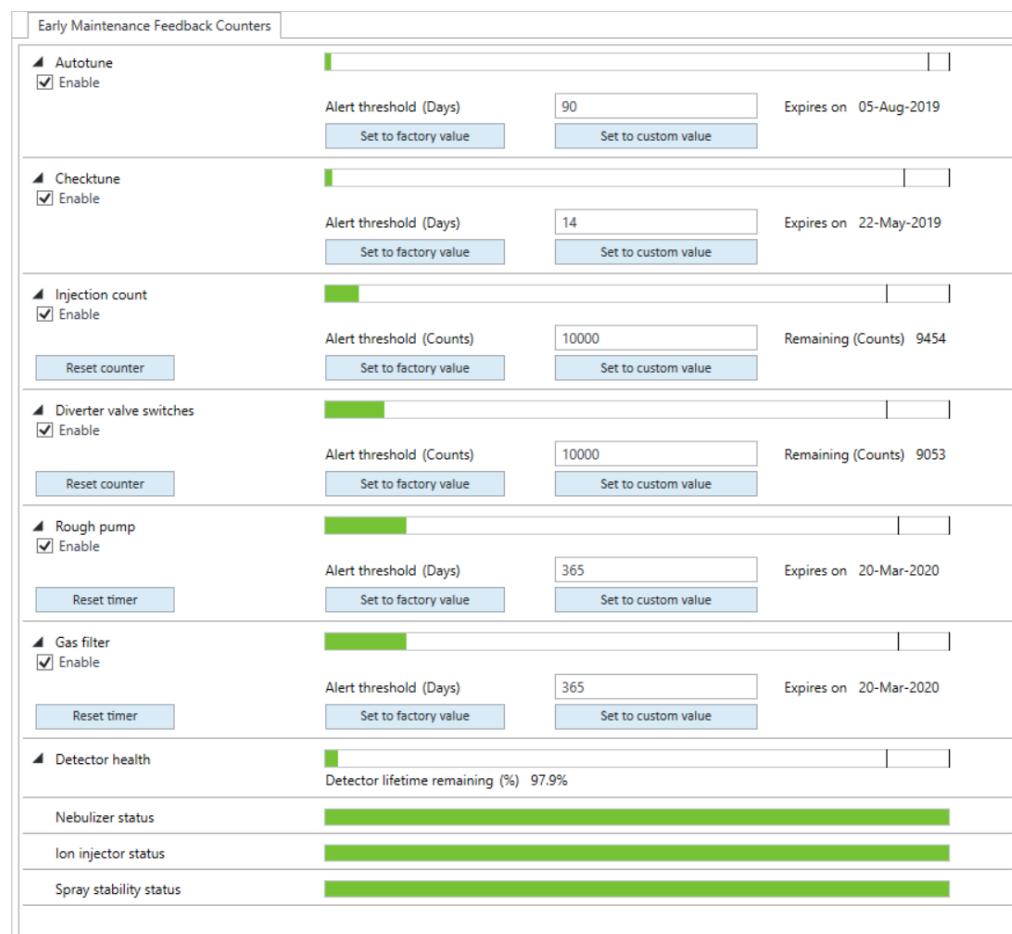 Early Maintenance Feedback Counters
Autotune
Enable
Alert threshold (Days) 90 Expires on 05-Aug-2019
Set to factory value Set to custom value
Checktune
Enable
Alert threshold (Days) 14 Expires on 22-May-2019
Set to factory value Set to custom value
Injection count
Enable
Alert threshold (Counts) 10000 Remaining (Counts) 9454
Reset counter Set to factory value Set to custom value
Diverter valve switches
Enable
Alert threshold (Counts) 10000 Remaining (Counts) 9053
Reset counter Set to factory value Set to custom value
Rough pump
Enable
Alert threshold (Days) 365 Expires on 20-Mar-2020
Reset timer Set to factory value Set to custom value
Gas filter
Enable
Alert threshold (Days) 365 Expires on 20-Mar-2020
Reset timer Set to factory value Set to custom value
Detector health
Detector lifetime remaining (%) 97.9%
Nebulizer status
Ion injector status
Spray stability status